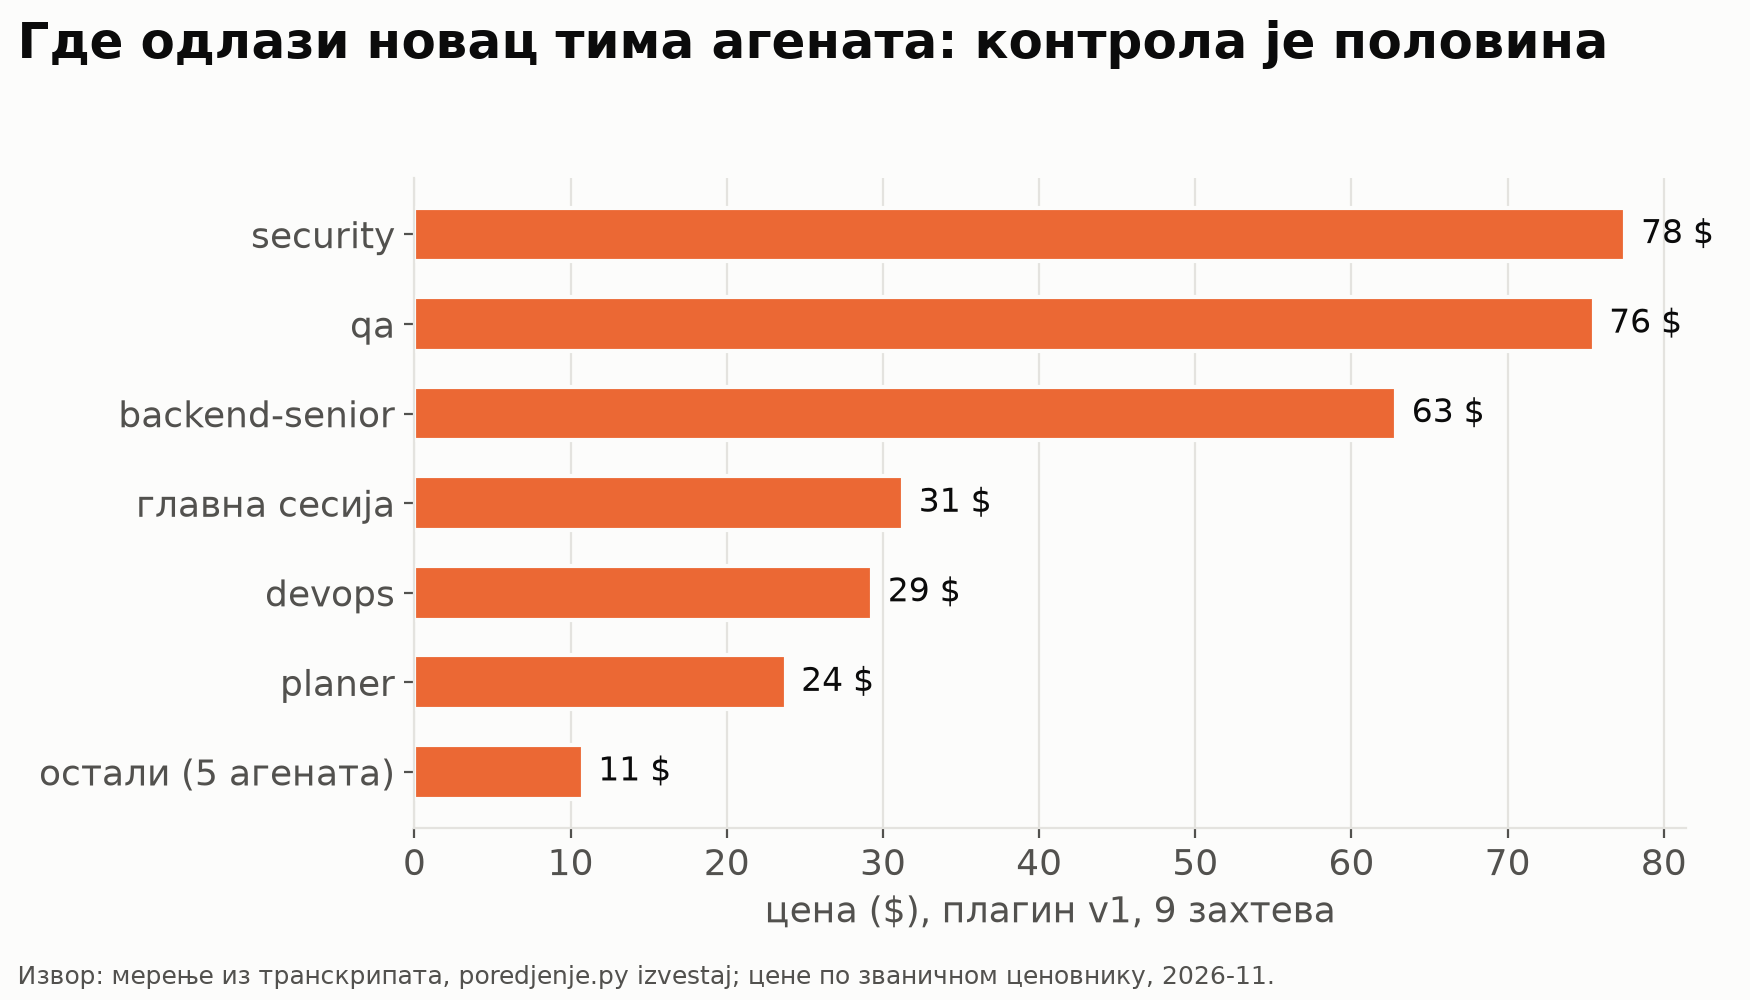 Где одлази новац тима агената: контрола је половина
security
78 $
qa
76 $
backend-senior
63 $
главна сесија
31 $
devops
29 $
planer
24 $
остали (5 агената)
11 $
0 10 20 30 40 50 60 70 80
цена ($), плагин v1, 9 захтева
Извор: мерење из транскрипата, poredjenje.py izvestaj; цене по званичном ценовнику, 2026-11.